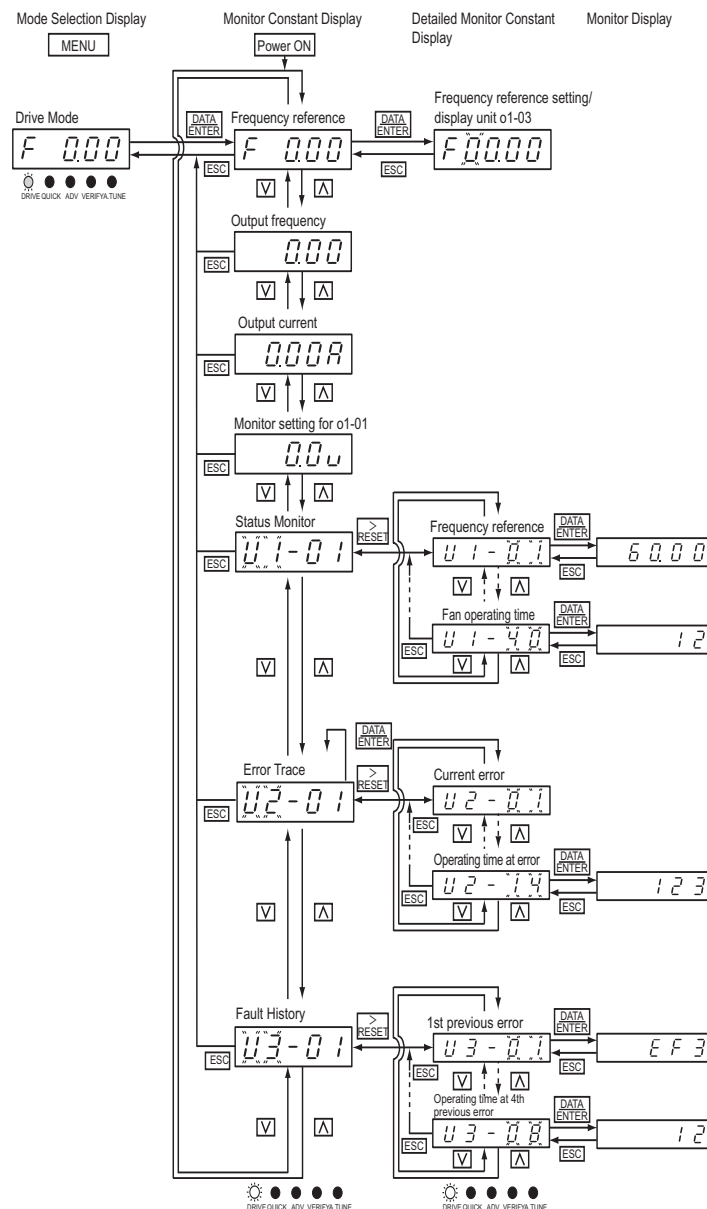 Mode Selection Display
Monitor Constant Display
Detailed Monitor Constant
Display
Monitor Display
MENU
Power ON
Drive Mode
F 0.00
DRIVE QUICK ADV VERIFY A.TUNE
DATA
ENTER
ESC
Frequency reference
F 0.00
DATA
ENTER
ESC
Frequency reference setting/
display unit o1-03
F 00.00
V
Λ
Output frequency
0.00
ESC
V
Λ
Output current
0.00A
ESC
V
Λ
Monitor setting for o1-01
0.0u
ESC
V
Λ
Status Monitor
U1-01
ESC
>
RESET
Frequency reference
U1-01
DATA
ENTER
ESC
60.00
V
Λ
ESC
Fan operating time
U1-40
DATA
ENTER
ESC
12
V
Λ
V
Λ
DATA
ENTER
Error Trace
U2-01
ESC
>
RESET
Current error
U2-01
ESC
V
Λ
Operating time at error
U2-14
ESC
DATA
ENTER
ESC
123
V
Λ
V
Λ
Fault History
U3-01
ESC
>
RESET
1st previous error
U3-01
DATA
ENTER
ESC
EF3
ESC
V
Λ
Operating time at 4th
previous error
U3-08
ESC
DATA
ENTER
ESC
12
V
Λ
V
Λ
DRIVE QUICK ADV VERIFY A.TUNE
DRIVE QUICK ADV VERIFY A.TUNE